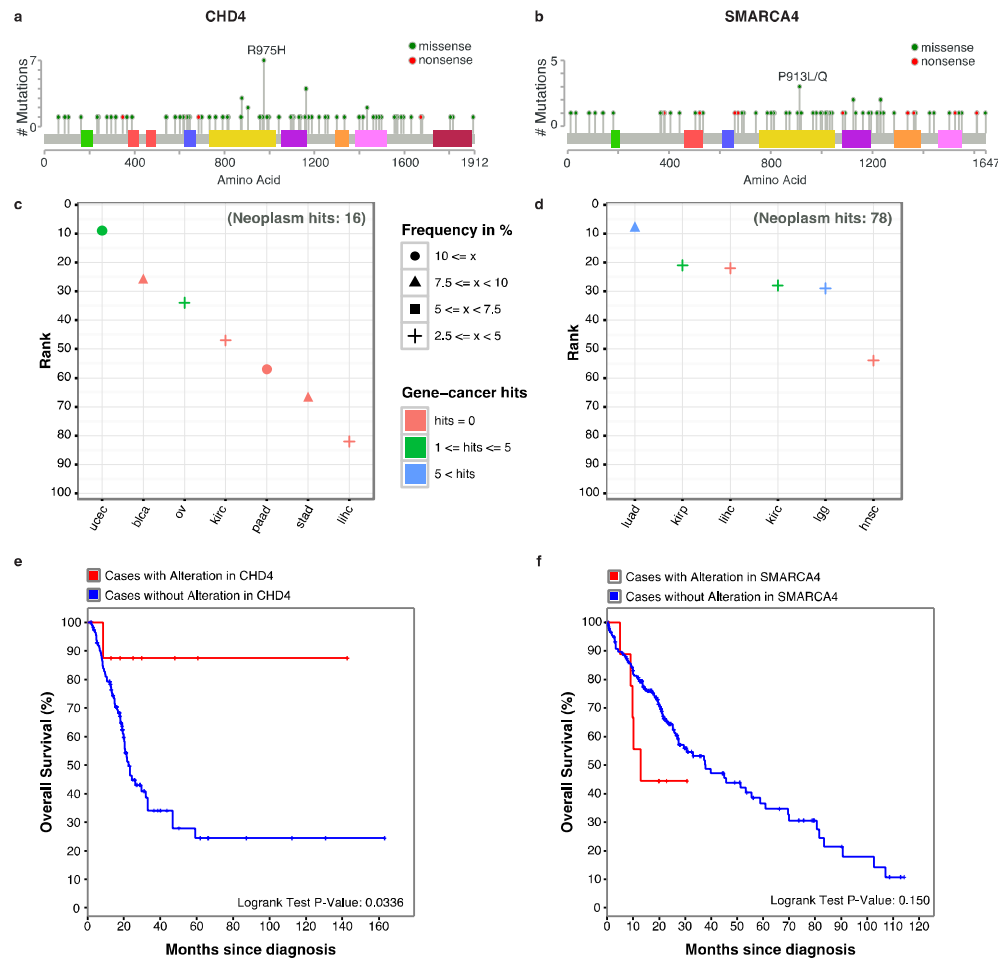 a
CHD4
R975H
missense
nonsense
# Mutations
7
0
0
400
800
1200
1600
1912
Amino Acid
b
SMARCA4
P913L/Q
missense
nonsense
# Mutations
5
0
0
400
800
1200
1647
Amino Acid
c
(Neoplasm hits: 16)
Rank
0
10
20
30
40
50
60
70
80
90
100
ucec
blca
ov
kirc
paad
stad
lihc
Frequency in %
10 <= x
7.5 <= x < 10
5 <= x < 7.5
2.5 <= x < 5
Gene−cancer hits
hits = 0
1 <= hits <= 5
5 < hits
d
(Neoplasm hits: 78)
Rank
0
10
20
30
40
50
60
70
80
90
100
luad
kirp
lihc
kirc
lgg
hnsc
e
Cases with Alteration in CHD4
Cases without Alteration in CHD4
Overall Survival (%)
100
90
80
70
60
50
40
30
20
10
0
Logrank Test P-Value: 0.0336
0
20
40
60
80
100
120
140
160
Months since diagnosis
f
Cases with Alteration in SMARCA4
Cases without Alteration in SMARCA4
Overall Survival (%)
100
90
80
70
60
50
40
30
20
10
0
Logrank Test P-Value: 0.150
0
10
20
30
40
50
60
70
80
90
100
110
120
Months since diagnosis